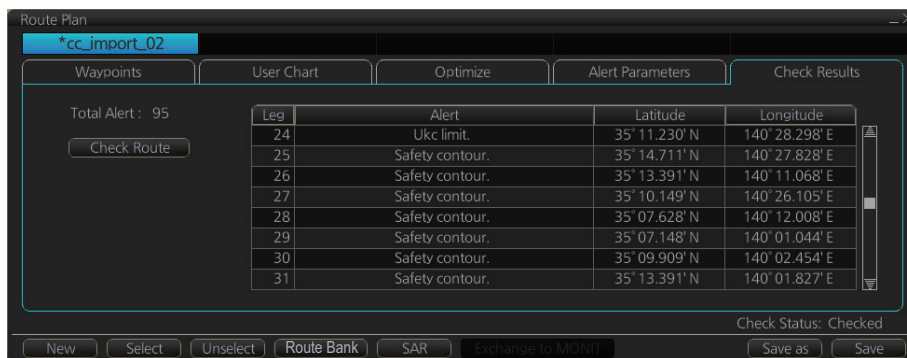 Route Plan
*cc_import_02
Waypoints User Chart Optimize Alert Parameters Check Results
Total Alert : 95
Check Route
Leg Alert Latitude Longitude
24 Ukc limit. 35° 11.230' N 140° 28.298' E
25 Safety contour. 35° 14.711' N 140° 27.828' E
26 Safety contour. 35° 13.391' N 140° 11.068' E
27 Safety contour. 35° 10.149' N 140° 26.105' E
28 Safety contour. 35° 07.628' N 140° 12.008' E
29 Safety contour. 35° 07.148' N 140° 01.044' E
30 Safety contour. 35° 09.909' N 140° 02.454' E
31 Safety contour. 35° 13.391' N 140° 01.827' E
Check Status: Checked
New Select Unselect Route Bank SAR Exchange to MONIT Save as Save